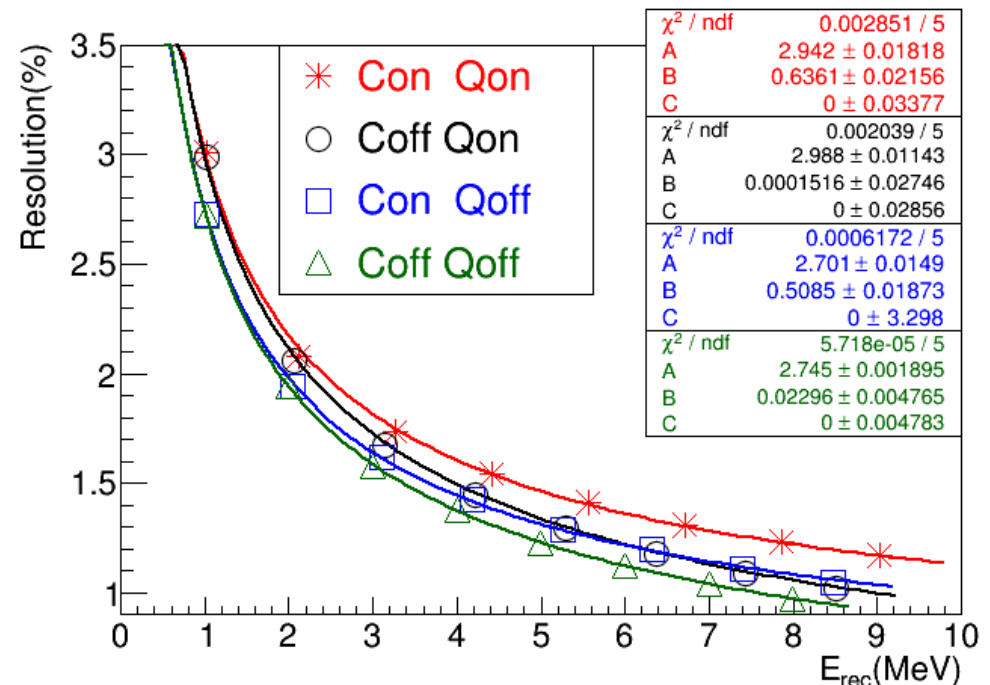 Resolution(%)
3.5
3
2.5
2
1.5
1
Con Qon
Coff Qon
Con Qoff
Coff Qoff
χ² / ndf 0.002851 / 5
A 2.942 ± 0.01818
B 0.6361 ± 0.02156
C 0 ± 0.03377
χ² / ndf 0.002039 / 5
A 2.988 ± 0.01143
B 0.0001516 ± 0.02746
C 0 ± 0.02856
χ² / ndf 0.0006172 / 5
A 2.701 ± 0.0149
B 0.5085 ± 0.01873
C 0 ± 3.298
χ² / ndf 5.718e-05 / 5
A 2.745 ± 0.001895
B 0.02296 ± 0.004765
C 0 ± 0.004783
0 1 2 3 4 5 6 7 8 9 10
E_rec(MeV)